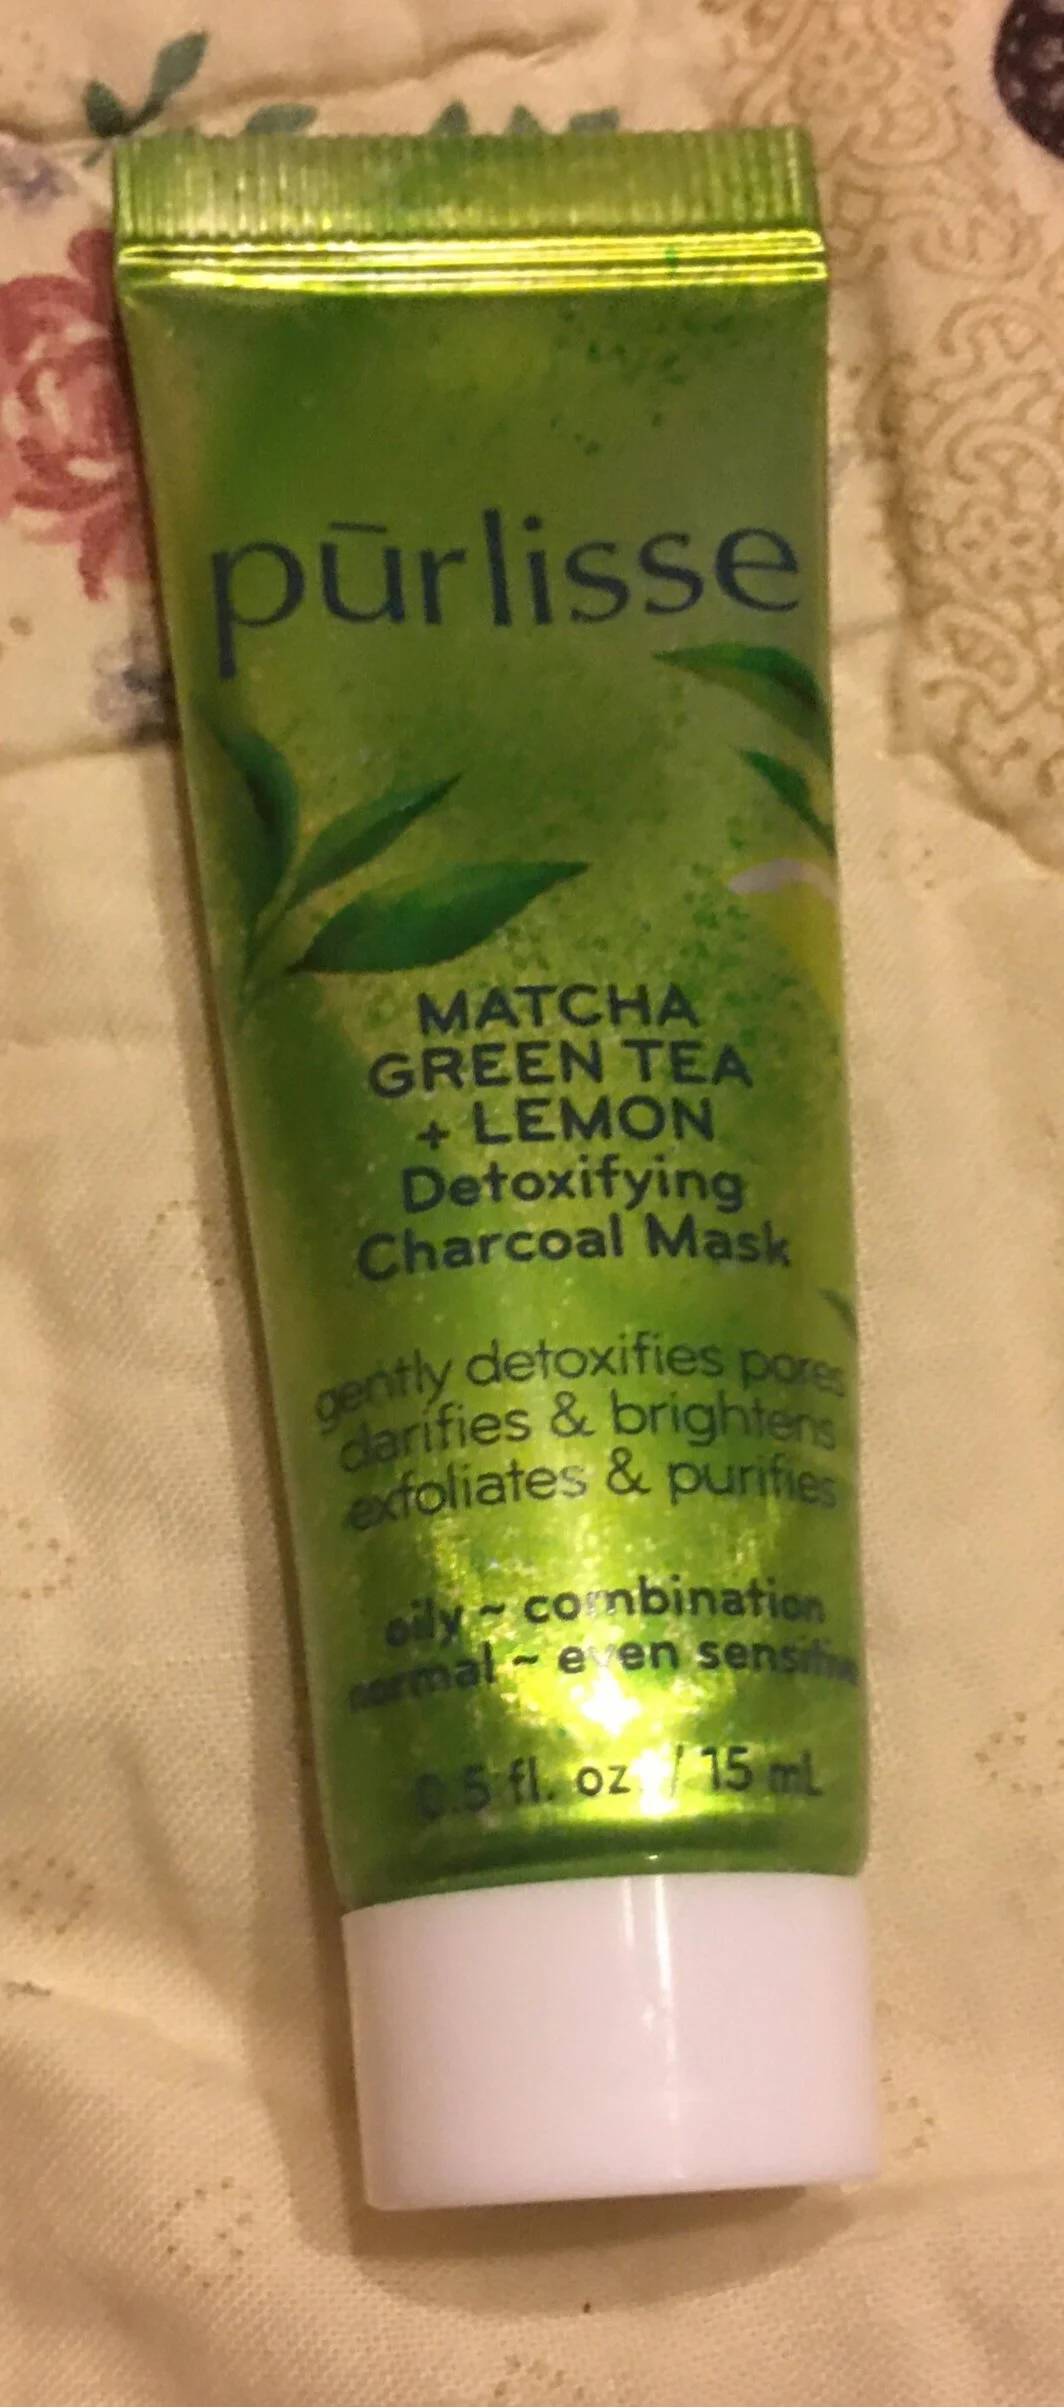 pūrlisse
MATCHA
GREEN TEA
+ LEMON
Detoxifying
Charcoal Mask
gently detoxifies pores
clarifies & brightens
exfoliates & purifies
oily ~ combination
normal ~ even sensitive
0.5 fl. oz. / 15 mL